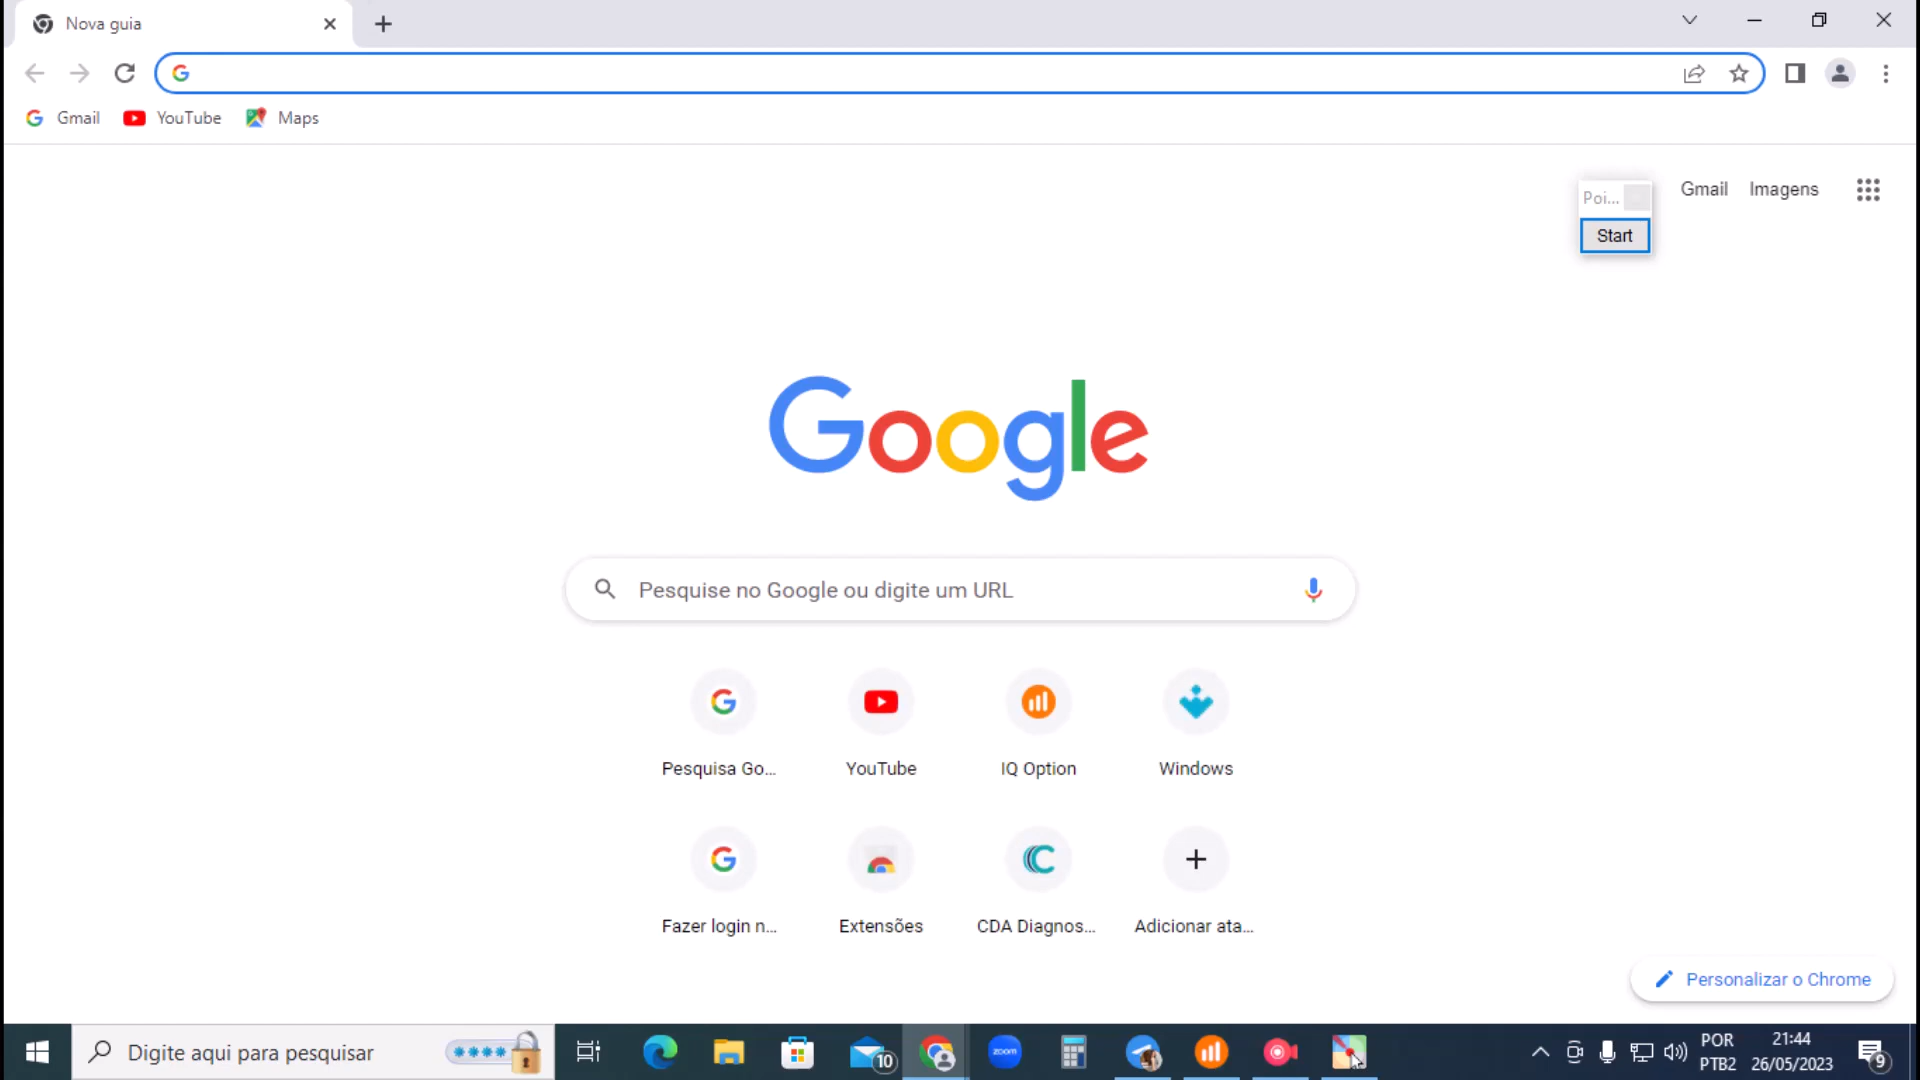 Nova guia
Gmail YouTube Maps
Poi...
Gmail Imagens
Start
Google
Pesquise no Google ou digite um URL
Pesquisa Go... YouTube IQ Option Windows
Fazer login n... Extensões CDA Diagnos... Adicionar ata...
Personalizar o Chrome
Digite aqui para pesquisar
10
zoom
POR
PTB2
21:44
26/05/2023
9